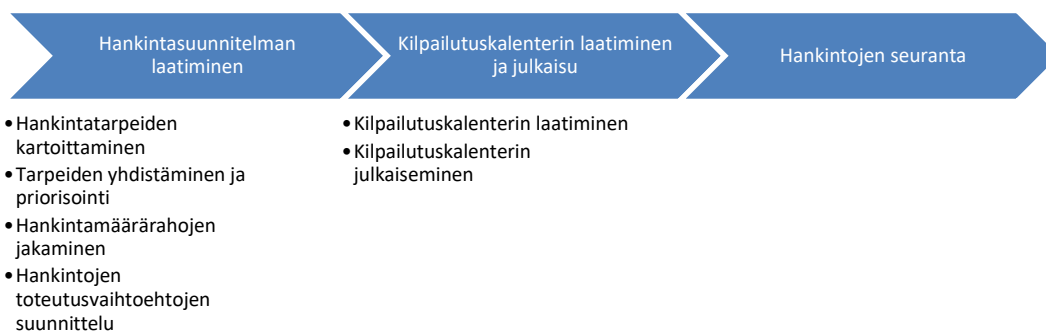 Hankintasuunnitelman
laatiminen
Kilpailutuskalenterin laatiminen
ja julkaisu
Hankintojen seuranta
•Hankintatarpeiden
kartoittaminen
•Tarpeiden yhdistäminen ja
priorisointi
•Hankintamäärärahojen
jakaminen
•Hankintojen
toteutusvaihtoehtojen
suunnittelu
•Kilpailutuskalenterin laatiminen
•Kilpailutuskalenterin
julkaiseminen